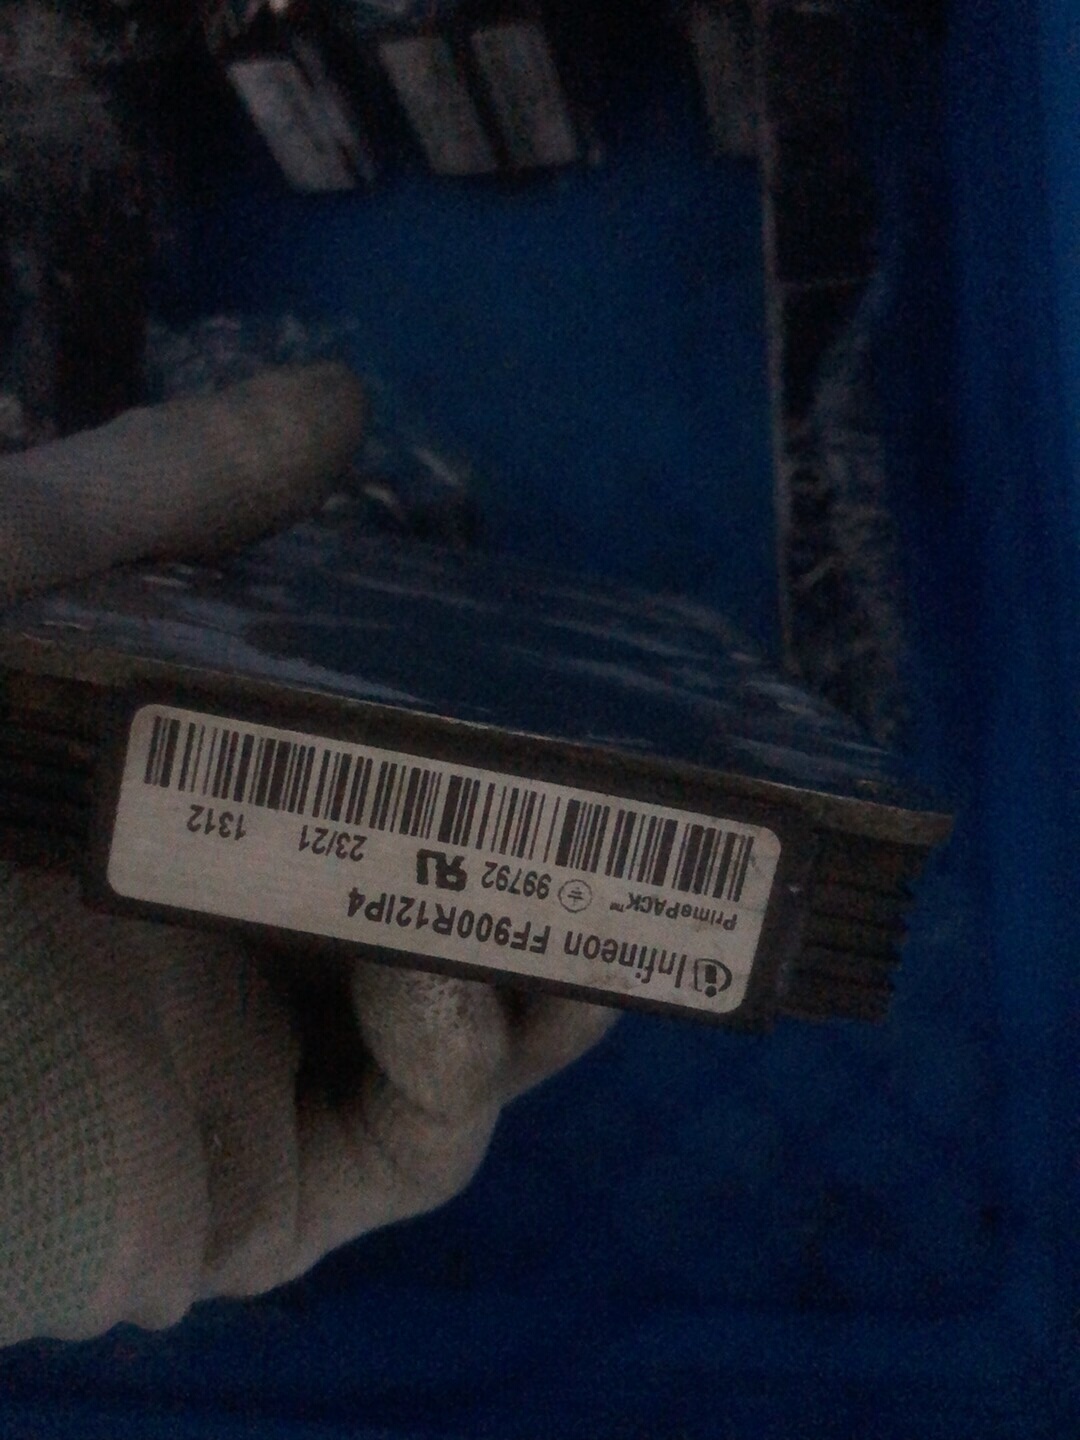 Infineon FF900R12IP4
PrimePACK™ 99792
23/21 1312